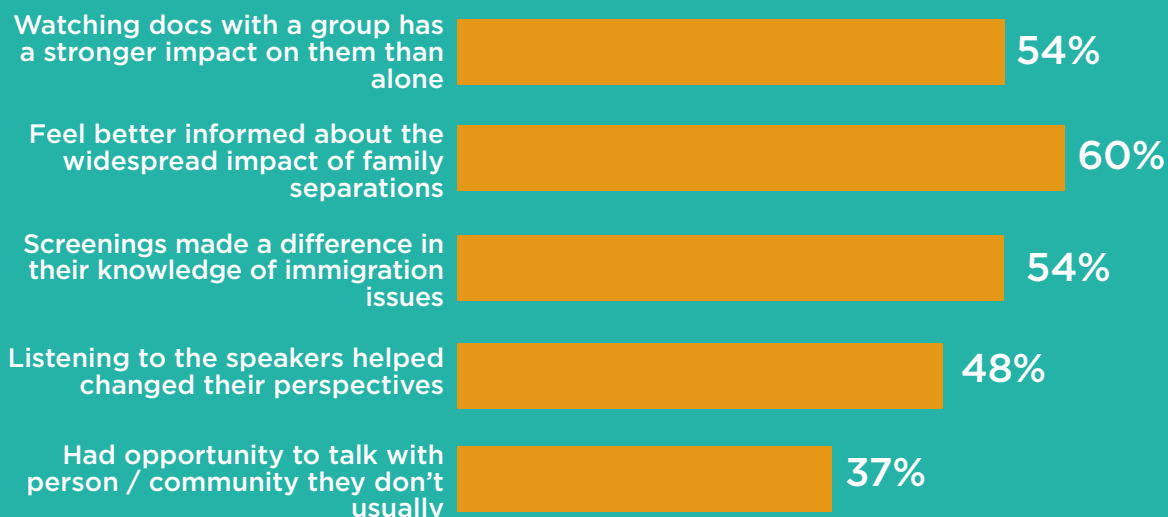 Watching docs with a group has
a stronger impact on them than
alone
54%
Feel better informed about the
widespread impact of family
separations
60%
Screenings made a difference in
their knowledge of immigration
issues
54%
Listening to the speakers helped
changed their perspectives
48%
Had opportunity to talk with
person / community they don’t
usually
37%